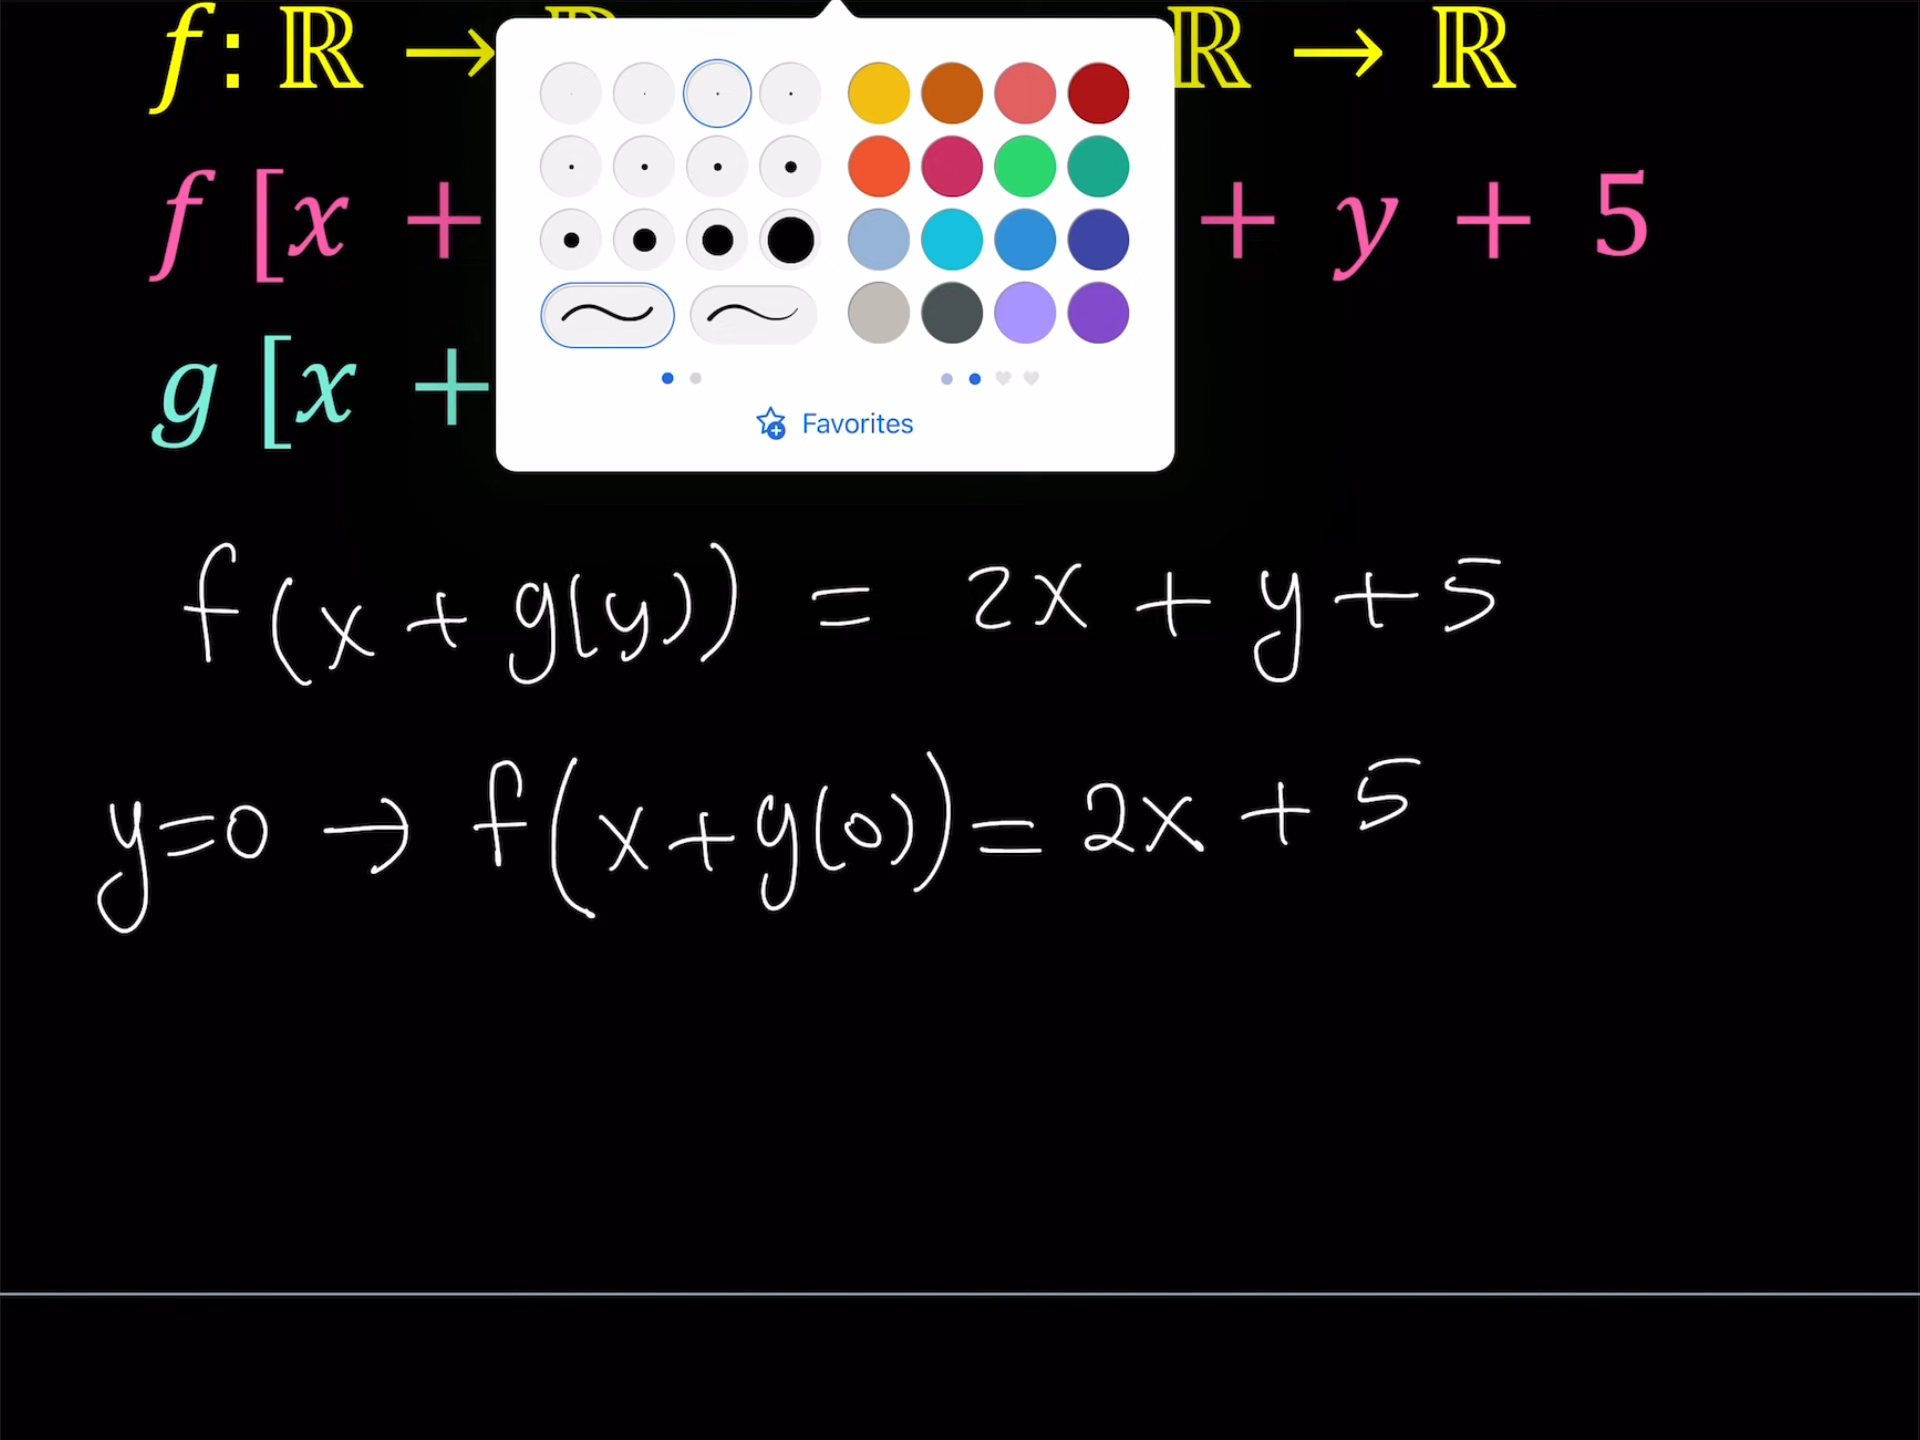 f : ℝ → ℝ → ℝ
f [x + + y + 5
g [x +
Favorites
f(x + g(y)) = 2x + y + 5
y=0 → f(x+g(0)) = 2x + 5